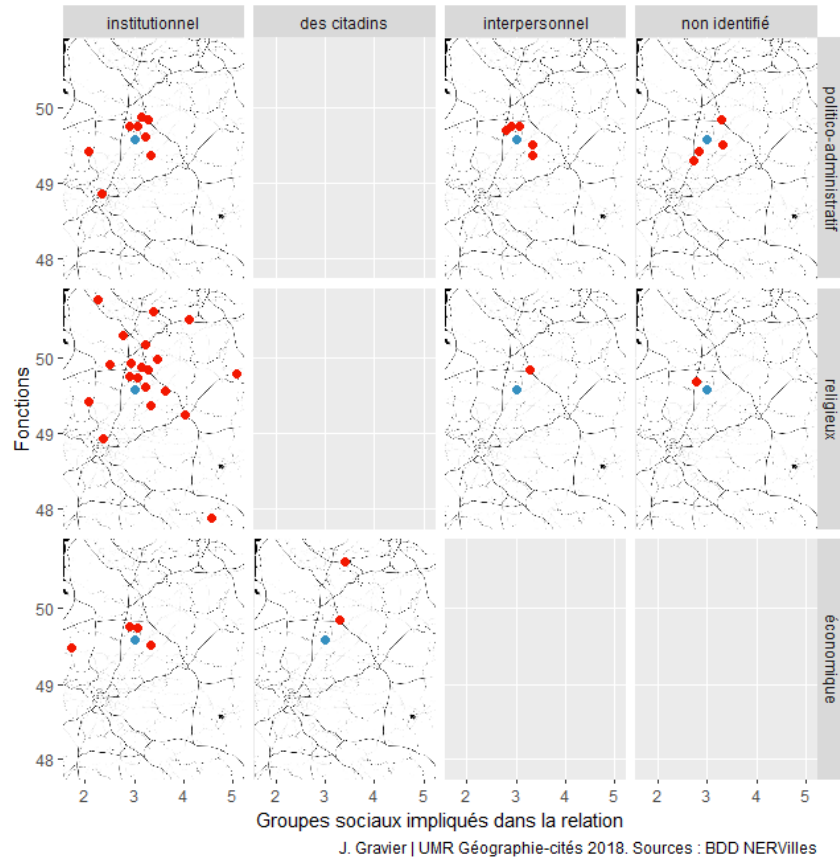 institutionnel des citadins interpersonnel non identifié
50
49
48
politico-administratif
50
49
48
religieux
50
49
48
économique
Fonctions
2 3 4 5 2 3 4 5 2 3 4 5 2 3 4 5
Groupes sociaux impliqués dans la relation
J. Gravier | UMR Géographie-cités 2018. Sources : BDD NERVilles